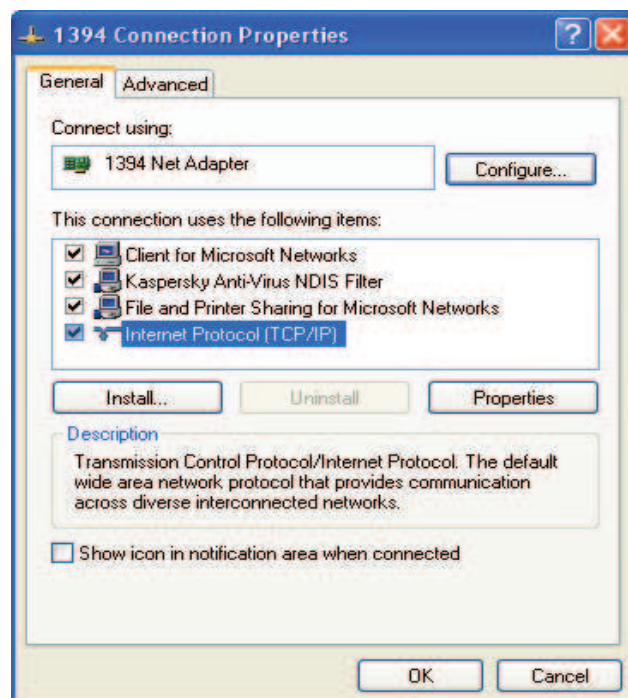 1394 Connection Properties
General
Advanced
Connect using:
1394 Net Adapter
Configure...
This connection uses the following items:
Client for Microsoft Networks
Kaspersky Anti-Virus NDIS Filter
File and Printer Sharing for Microsoft Networks
Internet Protocol (TCP/IP)
Install...
Uninstall
Properties
Description
Transmission Control Protocol/Internet Protocol. The default
wide area network protocol that provides communication
across diverse interconnected networks.
Show icon in notification area when connected
OK
Cancel